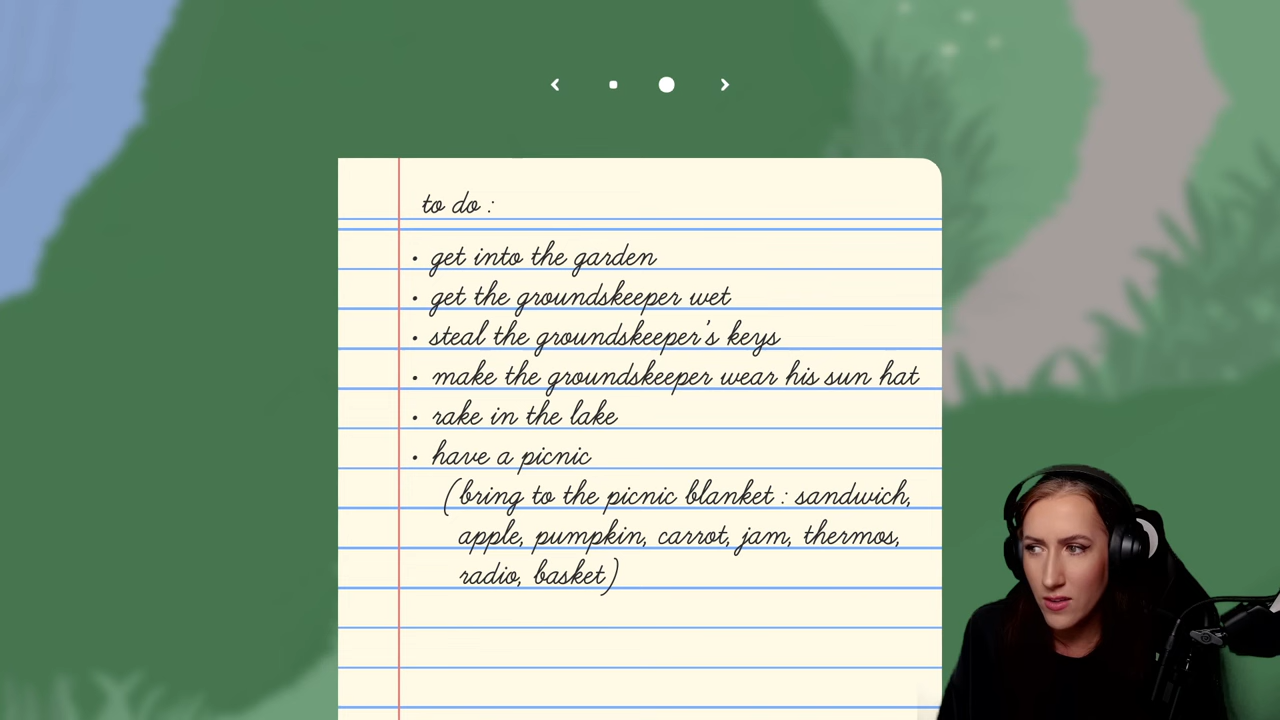 to do :
• get into the garden
• get the groundskeeper wet
• steal the groundskeeper's keys
• make the groundskeeper wear his sun hat
• rake in the lake
• have a picnic
(bring to the picnic blanket : sandwich,
apple, pumpkin, carrot, jam, thermos,
radio, basket)